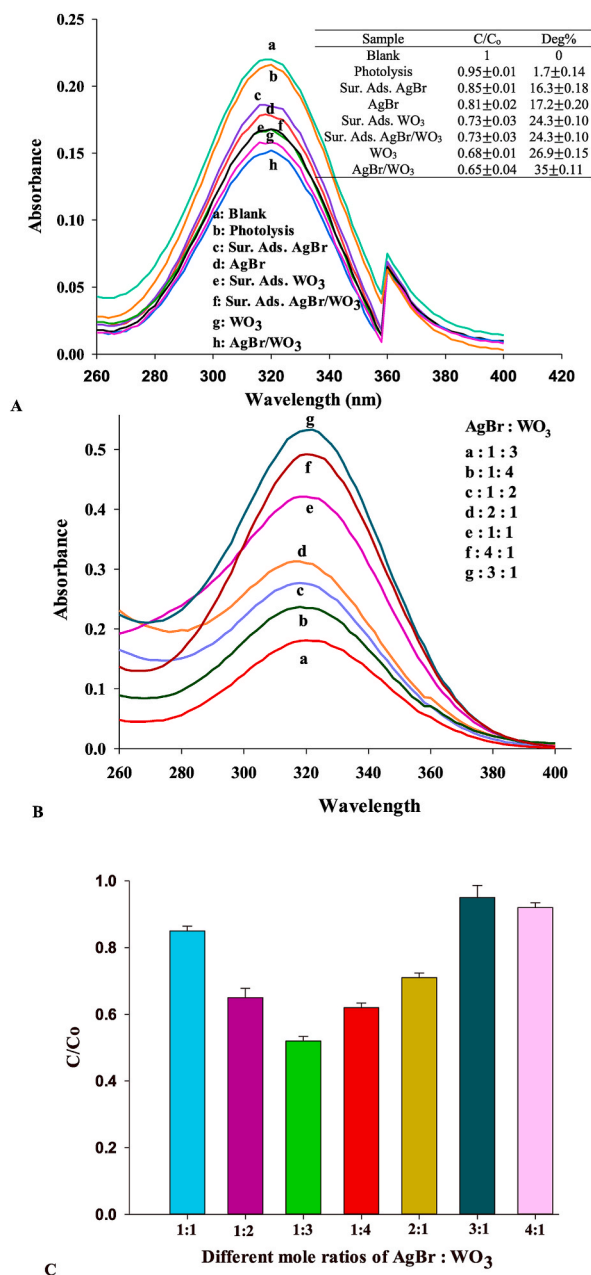 a
b
c
d
e
f
g
h
Sample C/Cₒ Deg%
Blank 1 0
Photolysis 0.95±0.01 1.7±0.14
Sur. Ads. AgBr 0.85±0.01 16.3±0.18
AgBr 0.81±0.02 17.2±0.20
Sur. Ads. WO₃ 0.73±0.03 24.3±0.10
Sur. Ads. AgBr/WO₃ 0.73±0.03 24.3±0.10
WO₃ 0.68±0.01 26.9±0.15
AgBr/WO₃ 0.65±0.04 35±0.11
a: Blank
b: Photolysis
c: Sur. Ads. AgBr
d: AgBr
e: Sur. Ads. WO₃
f: Sur. Ads. AgBr/WO₃
g: WO₃
h: AgBr/WO₃
Absorbance
0.25
0.20
0.15
0.10
0.05
0.00
260 280 300 320 340 360 380 400 420
Wavelength (nm)
A
g
f
e
d
c
b
a
AgBr : WO₃
a : 1 : 3
b : 1: 4
c : 1 : 2
d : 2 : 1
e : 1: 1
f : 4 : 1
g : 3 : 1
Absorbance
0.5
0.4
0.3
0.2
0.1
0.0
260 280 300 320 340 360 380 400
Wavelength
B
C/Co
1.0
0.8
0.6
0.4
0.2
0.0
1:1 1:2 1:3 1:4 2:1 3:1 4:1
Different mole ratios of AgBr : WO₃
C